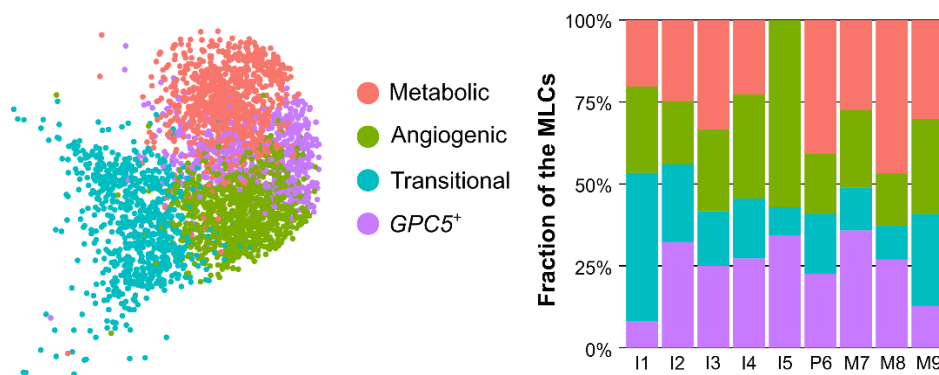 Metabolic
Angiogenic
Transitional
GPC5+
Fraction of the MLCs
100%
75%
50%
25%
0%
I1 I2 I3 I4 I5 P6 M7 M8 M9